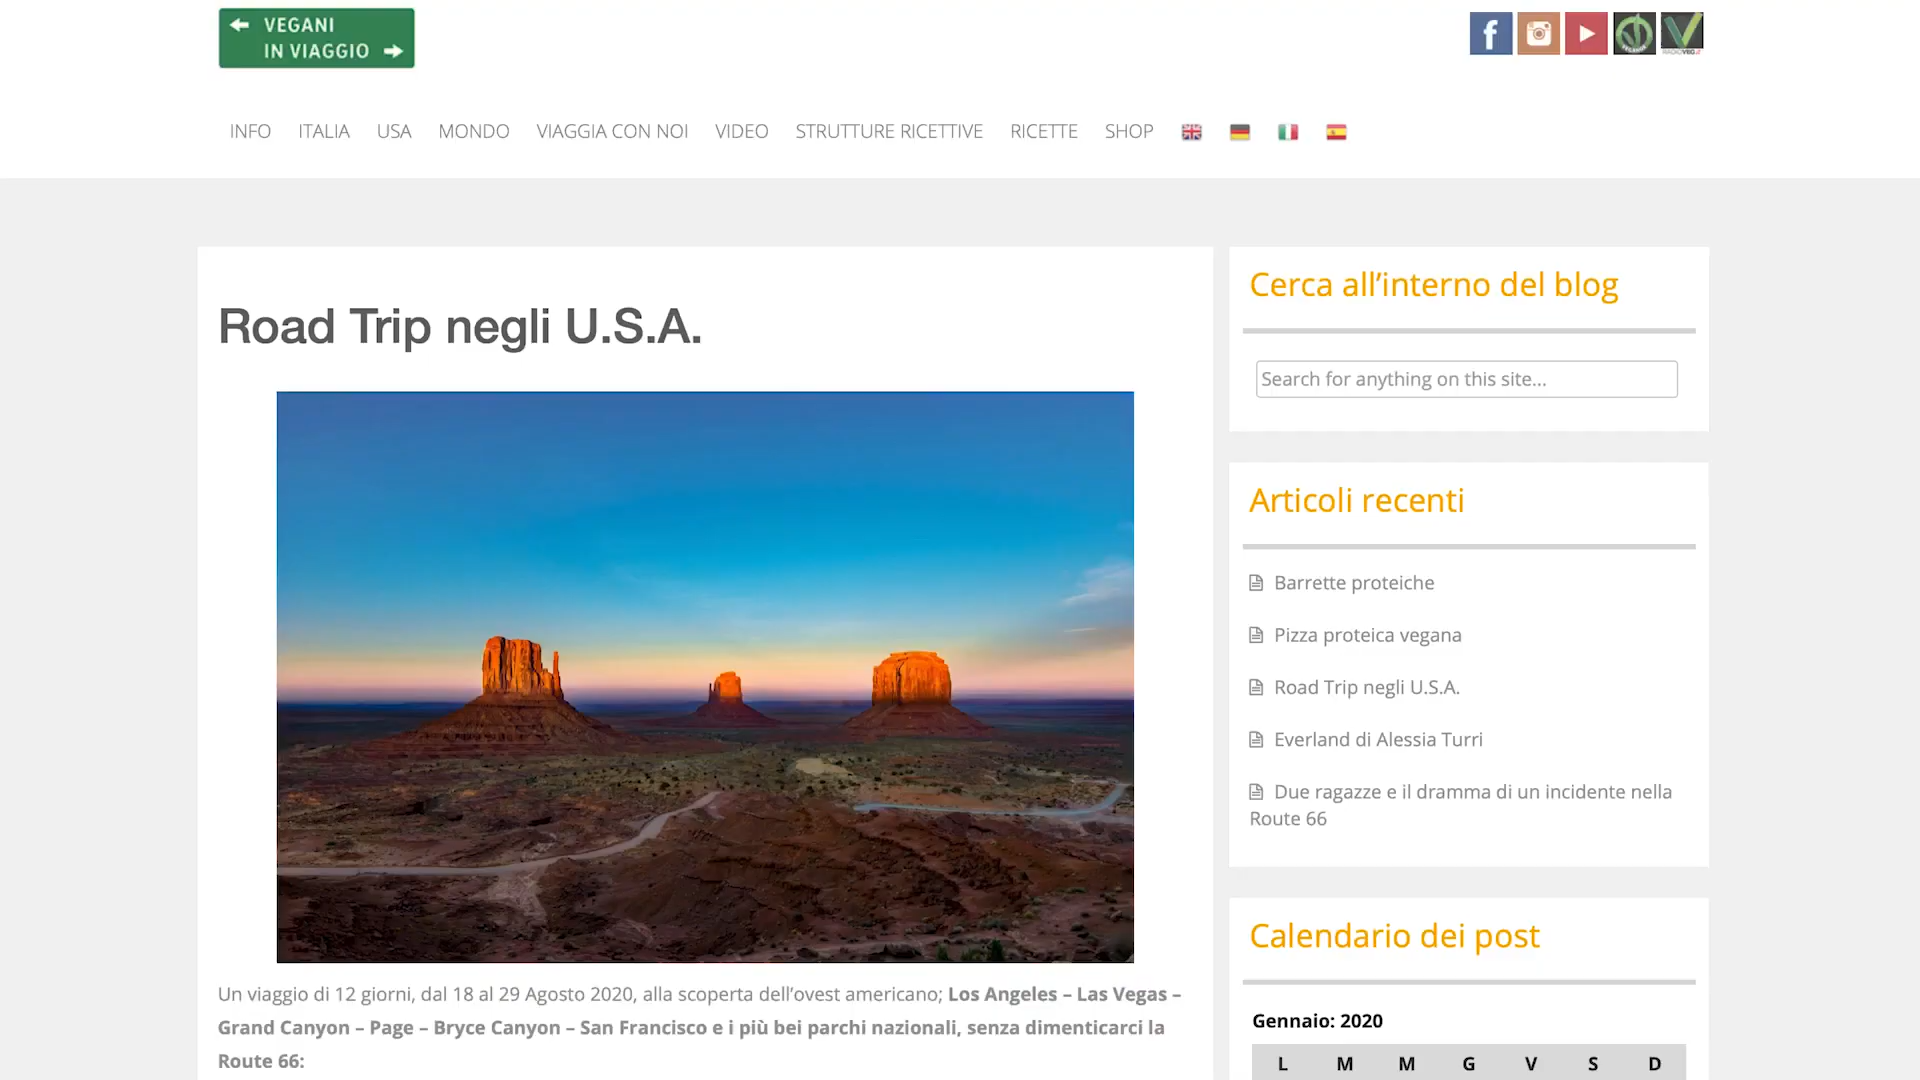 VEGANI
IN VIAGGIO
INFO ITALIA USA MONDO VIAGGIA CON NOI VIDEO STRUTTURE RICETTIVE RICETTE SHOP
Road Trip negli U.S.A.
Un viaggio di 12 giorni, dal 18 al 29 Agosto 2020, alla scoperta dell’ovest americano; Los Angeles – Las Vegas –
Grand Canyon – Page – Bryce Canyon – San Francisco e i più bei parchi nazionali, senza dimenticarci la
Route 66:
Cerca all’interno del blog
Search for anything on this site...
Articoli recenti
Barrette proteiche
Pizza proteica vegana
Road Trip negli U.S.A.
Everland di Alessia Turri
Due ragazze e il dramma di un incidente nella
Route 66
Calendario dei post
Gennaio: 2020
L M M G V S D